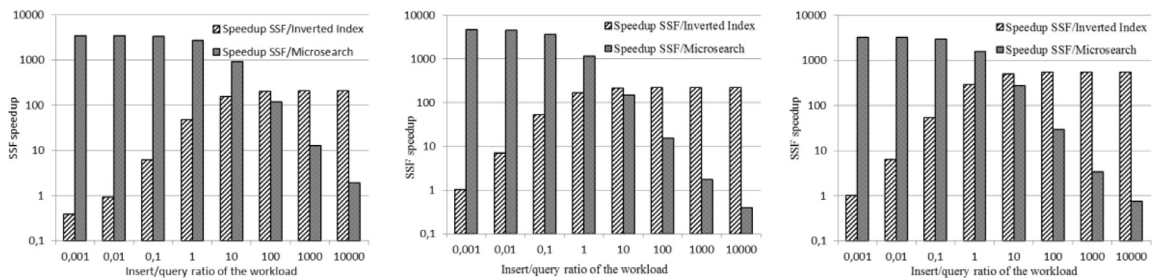 10000
1000
100
10
1
0,1
SSF speedup
Speedup SSF/Inverted Index
Speedup SSF/Microsearch
0,001 0,01 0,1 1 10 100 1000 10000
Insert/query ratio of the workload
10000
1000
100
10
1
0,1
SSF speedup
Speedup SSF/Inverted Index
Speedup SSF/Microsearch
0,001 0,01 0,1 1 10 100 1000 10000
Insert/query ratio of the workload
10000
1000
100
10
1
0,1
SSF speedup
Speedup SSF/Inverted Index
Speedup SSF/Microsearch
0,001 0,01 0,1 1 10 100 1000 10000
Insert/query ratio of the workload